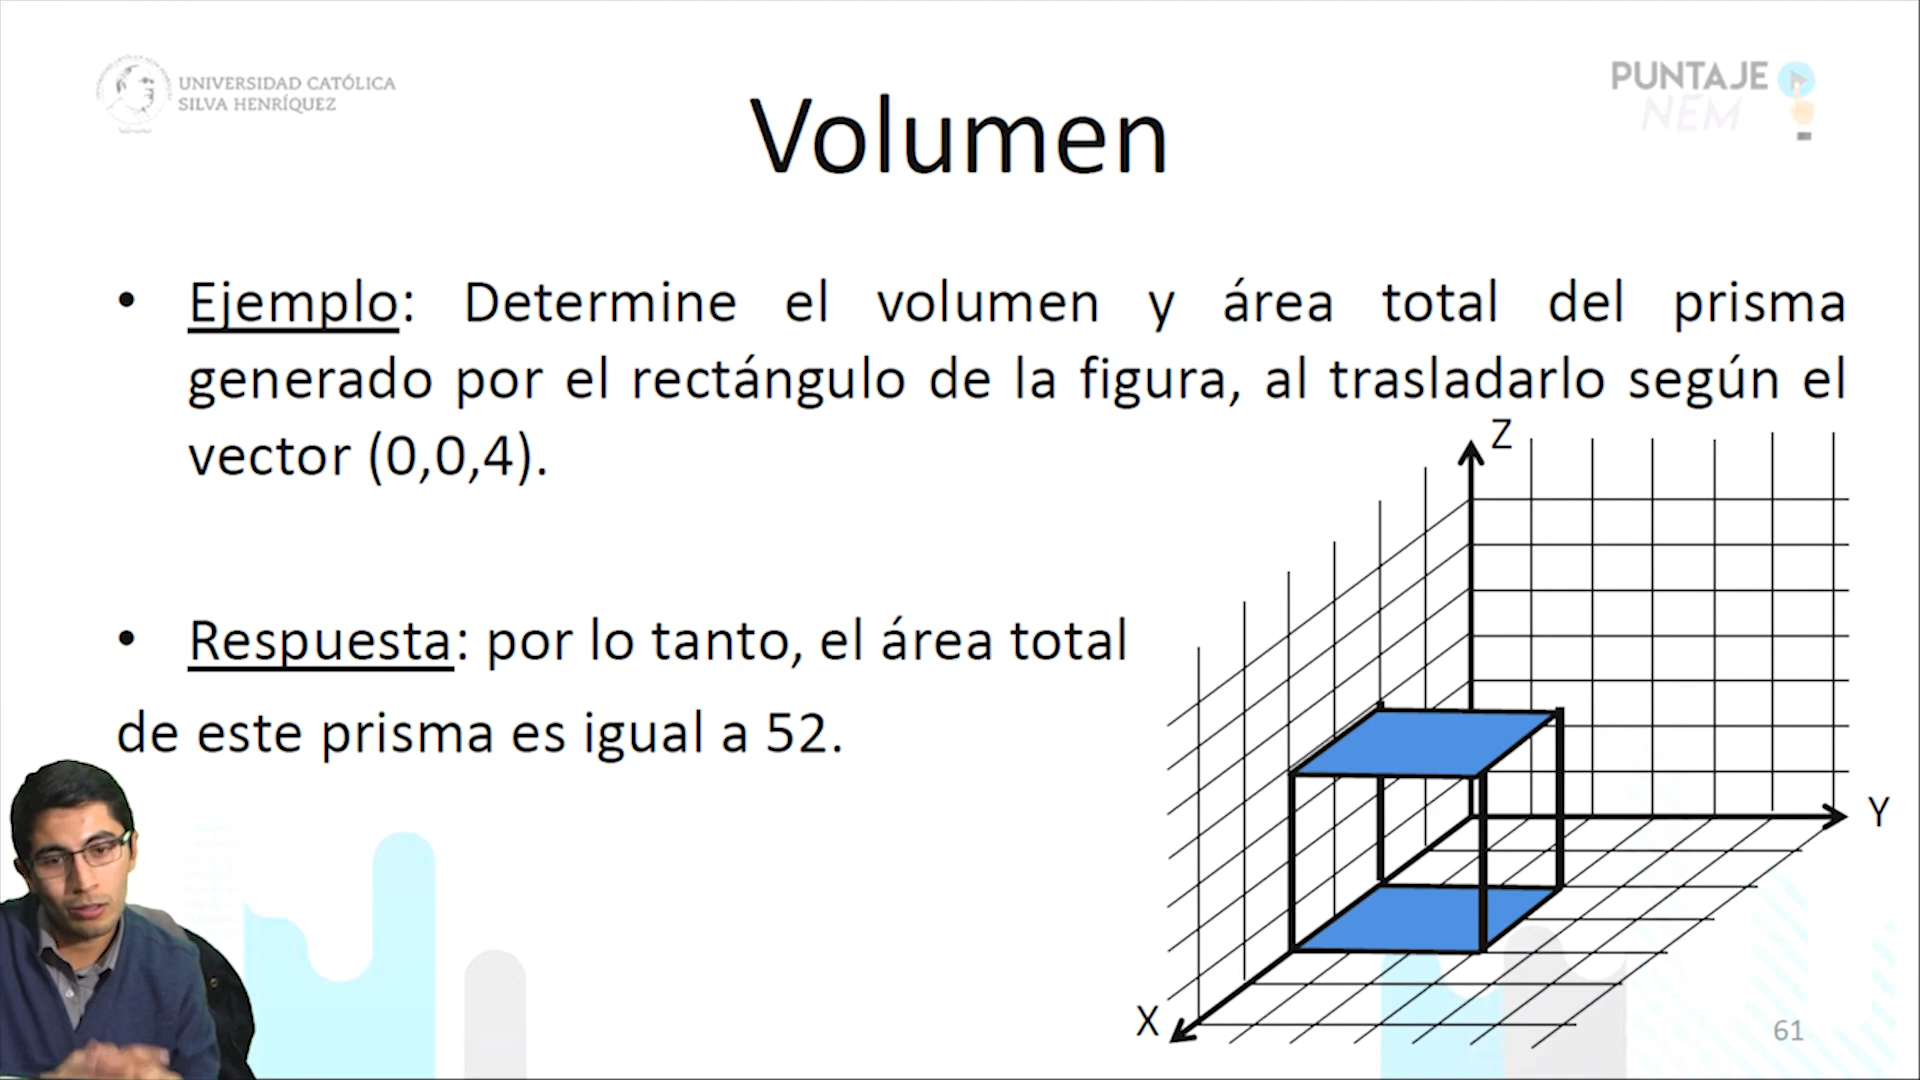 UNIVERSIDAD CATÓLICA
SILVA HENRÍQUEZ
PUNTAJE
NEM
Volumen
• Ejemplo: Determine el volumen y área total del prisma
generado por el rectángulo de la figura, al trasladarlo según el
vector (0,0,4).
• Respuesta: por lo tanto, el área total
de este prisma es igual a 52.
Z
Y
X
61